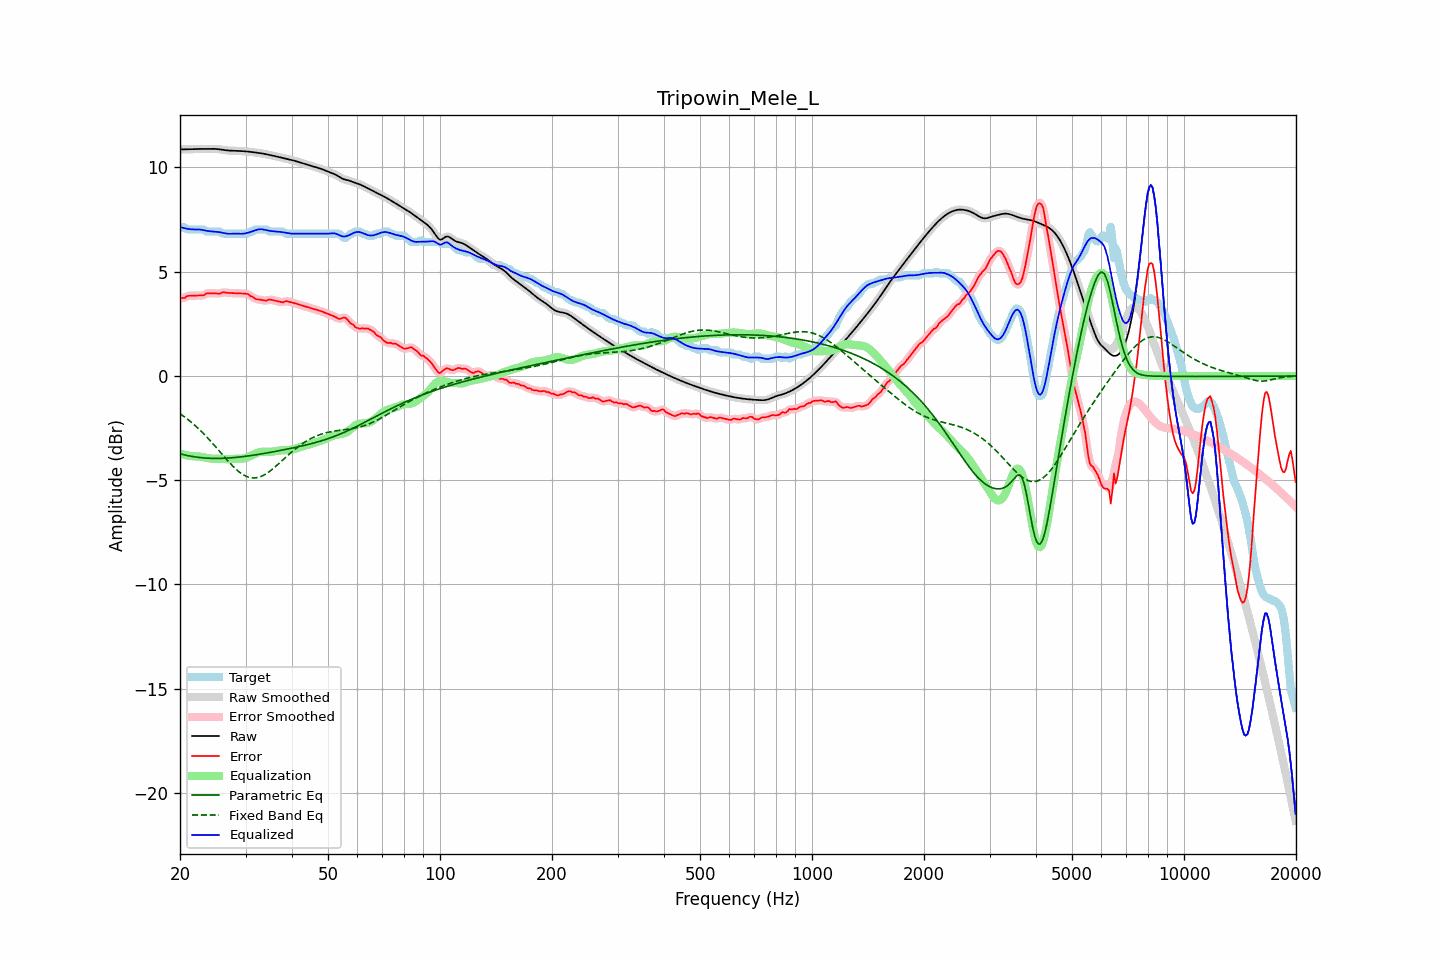 Tripowin_Mele_L
Amplitude (dBr)
10
5
0
−5
−10
−15
−20
Target
Raw Smoothed
Error Smoothed
Raw
Error
Equalization
Parametric Eq
Fixed Band Eq
Equalized
20 50 100 200 500 1000 2000 5000 10000 20000
Frequency (Hz)